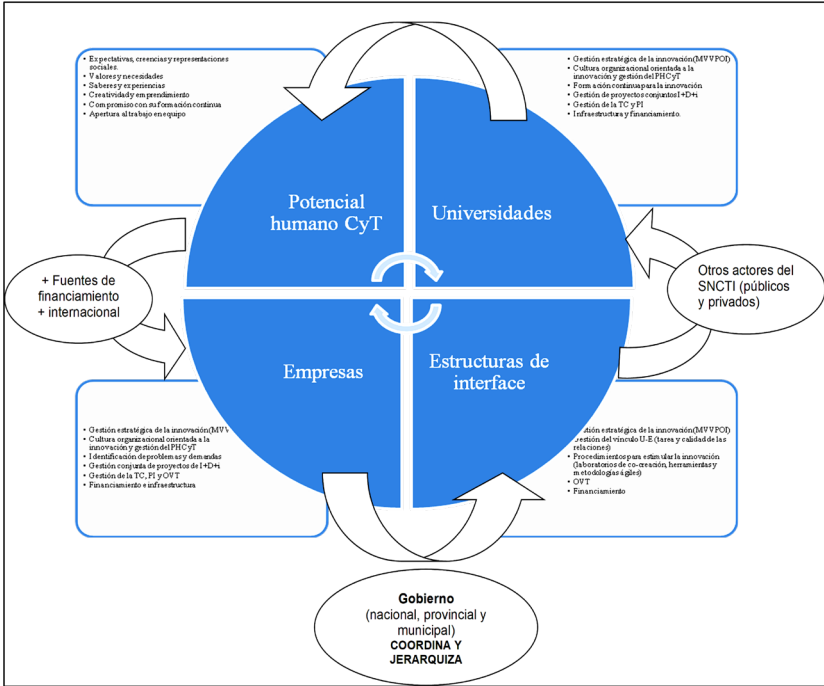 • Expectativas, creencias y representaciones
sociales.
• Valores y necesidades
• Saberes y experiencias
• Creatividad y emprendimiento
• Compromiso con su formación continua
• Apertura al trabajo en equipo
• Gestión estratégica de la innovación (MVVPOI)
• Cultura organizacional orientada a la
innovación y gestión del PHCyT
• Formación continua para la innovación
• Gestión de proyectos conjuntos I+D+i
• Gestión de la TC y PI
• Infraestructura y financiamiento.
Potencial
humano CyT
Universidades
+ Fuentes de
financiamiento
+ internacional
Otros actores del
SNCTI (públicos
y privados)
Empresas
Estructuras de
interface
• Gestión estratégica de la innovación(MVV
• Cultura organizacional orientada a la
innovación y gestión del PHCyT
• Identificación de problemas y demandas
• Gestión conjunta de proyectos de I+D+i
• Gestión de la TC, PI y OVT
• Financiamiento e infraestructura
Gestión estratégica de la innovación (MVVPOI)
Gestión del vínculo U-E (tarea y calidad de las
relaciones)
• Procedimientos para estimular la innovación
(laboratorios de co-creación, herramientas y
metodologías ágiles)
• OVT
• Financiamiento
Gobierno
(nacional, provincial y
municipal)
COORDINA Y
JERARQUIZA